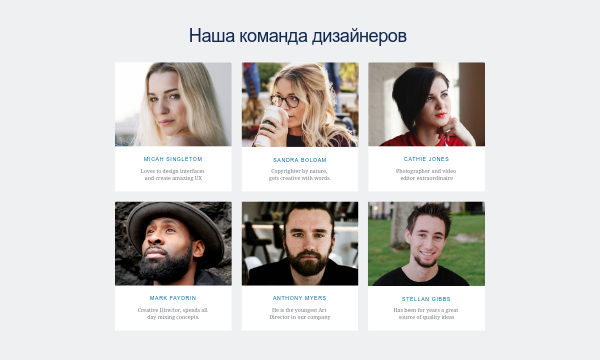 Наша команда дизайнеров
MICAH SINGLETOM
SANDRA BOLDAM
CATHIE JONES
Loves to design interfaces
and create amazing UX
Copyrighter by nature,
gets creative with words.
Photographer and video
editor extraordinaire
MARK FAYDRIN
ANTHONY MYERS
STELLAN GIBBS
Creative Director, spends all
day mixing concepts.
He is the youngest Art
Director in our company
Has been for years a great
source of quality ideas